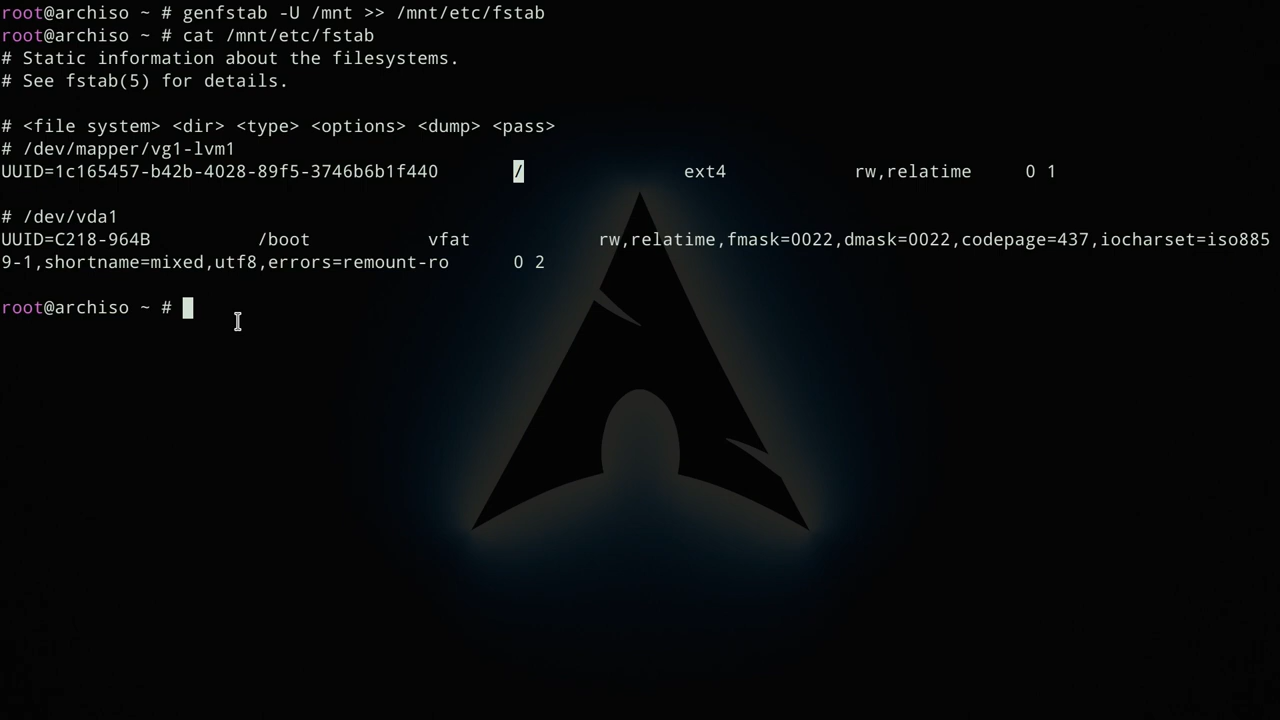 root@archiso ~ # genfstab -U /mnt >> /mnt/etc/fstab
root@archiso ~ # cat /mnt/etc/fstab
# Static information about the filesystems.
# See fstab(5) for details.
# <file system> <dir> <type> <options> <dump> <pass>
# /dev/mapper/vg1-lvm1
UUID=1c165457-b42b-4028-89f5-3746b6b1f440 / ext4 rw,relatime 0 1
# /dev/vda1
UUID=C218-964B /boot vfat rw,relatime,fmask=0022,dmask=0022,codepage=437,iocharset=iso885
9-1,shortname=mixed,utf8,errors=remount-ro 0 2
root@archiso ~ #